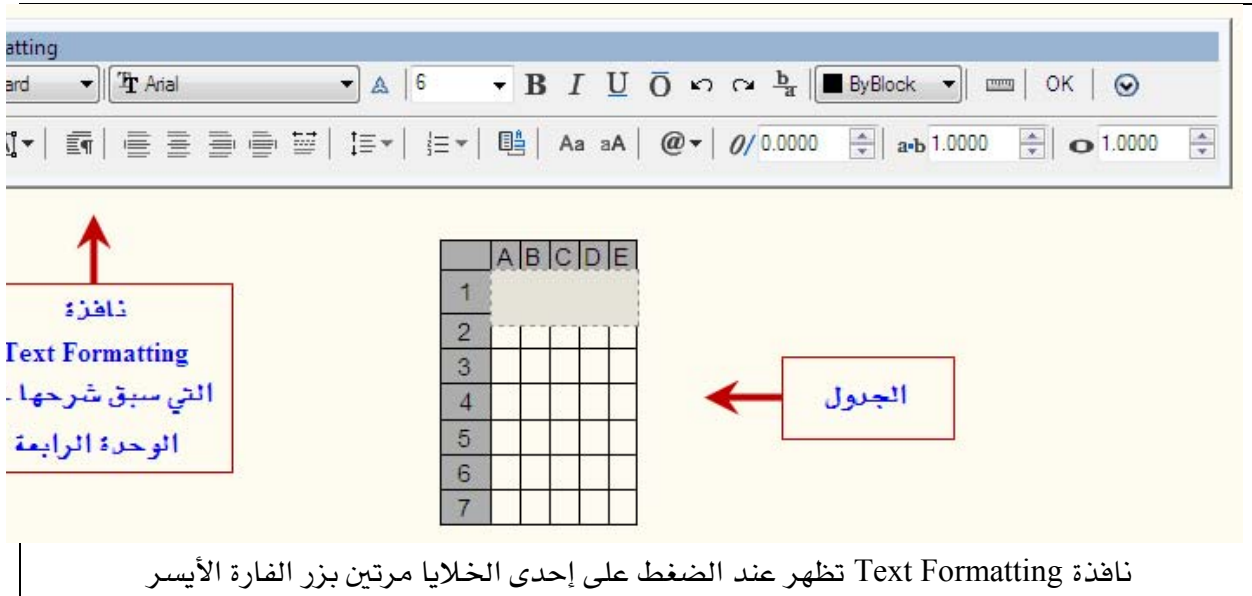 atting
ard Arial 6 B I U O b/a ByBlock OK
Aa aA @ 0/ 0.0000 a•b 1.0000 1.0000
A B C D E
1
2
3
4
5
6
7
نافذة
Text Formatting
التي سبق شرحها
الوحدة الرابعة
الجدول
نافذة Text Formatting تظهر عند الضغط على إحدى الخلايا مرتين بزر الفارة الأيسر